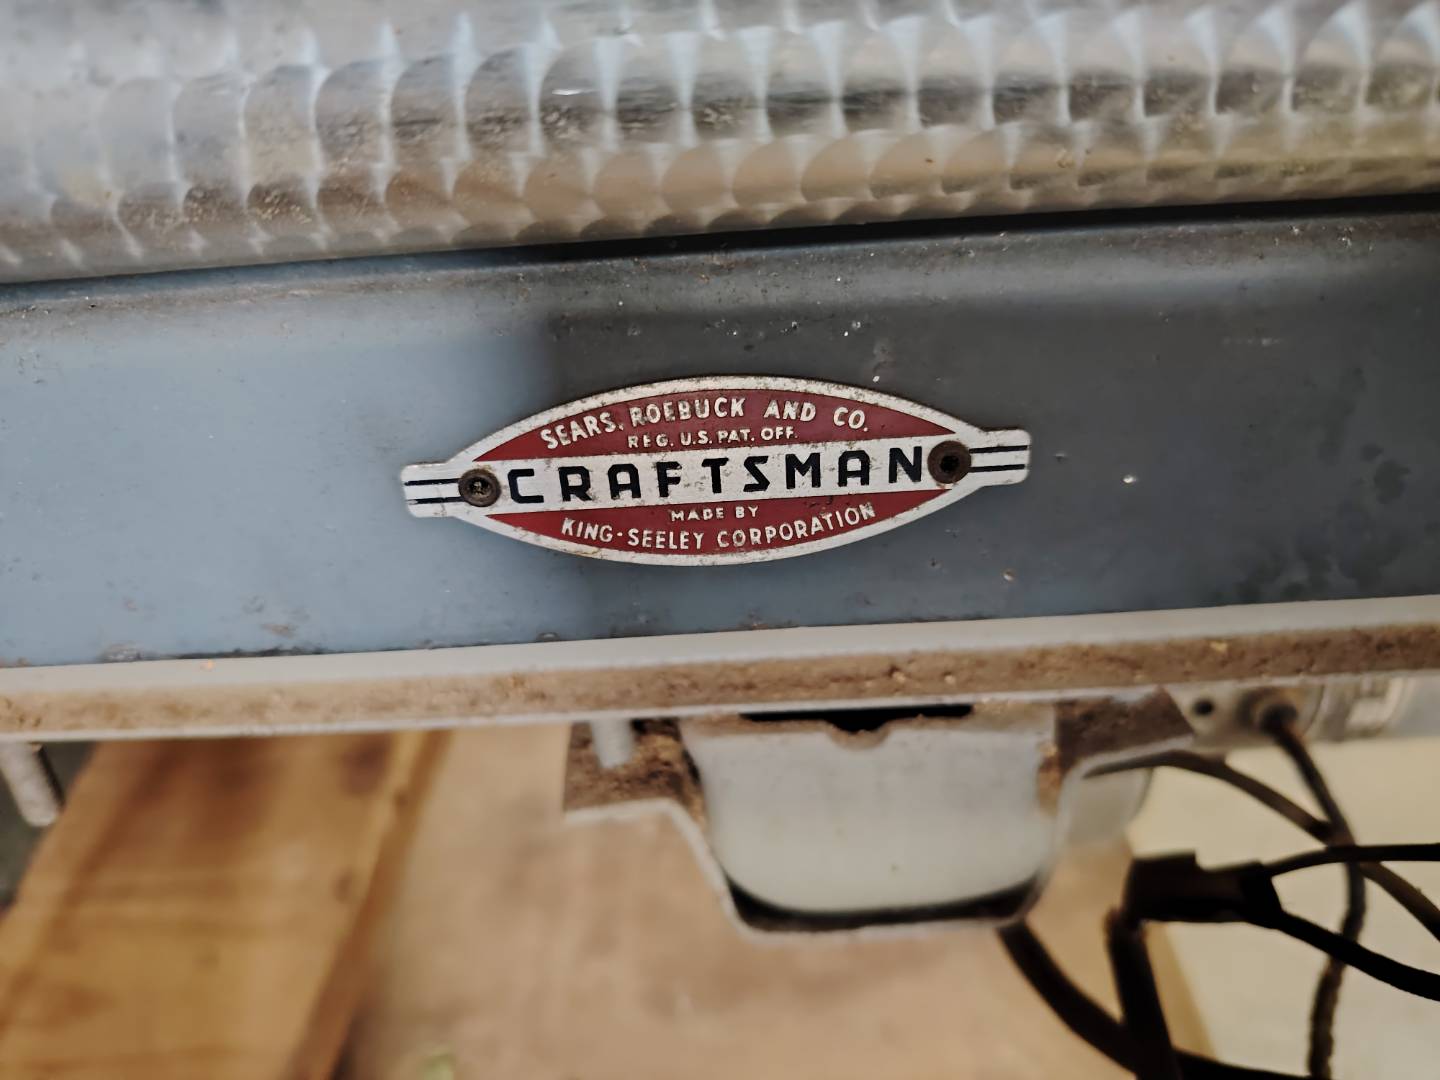 SEARS, ROEBUCK AND CO.
REG. U.S. PAT. OFF.
CRAFTSMAN
MADE BY
KING-SEELEY CORPORATION